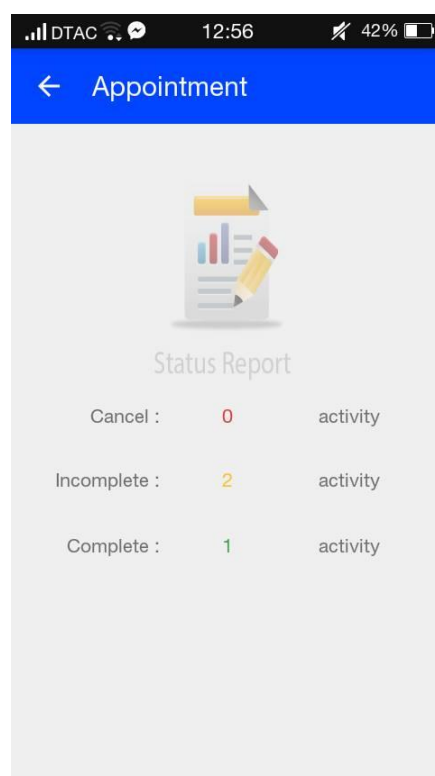 DTAC 12:56 42%
Appointment
Status Report
Cancel : 0 activity
Incomplete : 2 activity
Complete : 1 activity